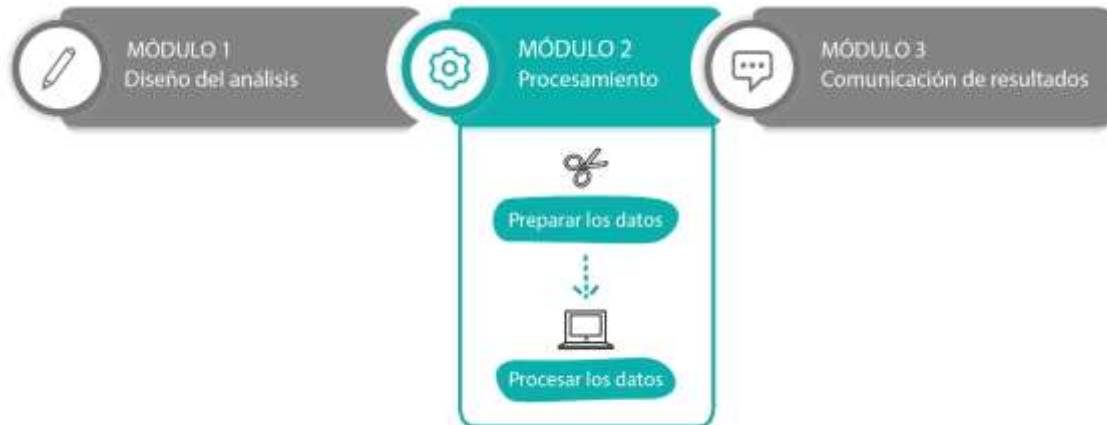 MÓDULO 1
Diseño del análisis
MÓDULO 2
Procesamiento
MÓDULO 3
Comunicación de resultados
Preparar los datos
Procesar los datos